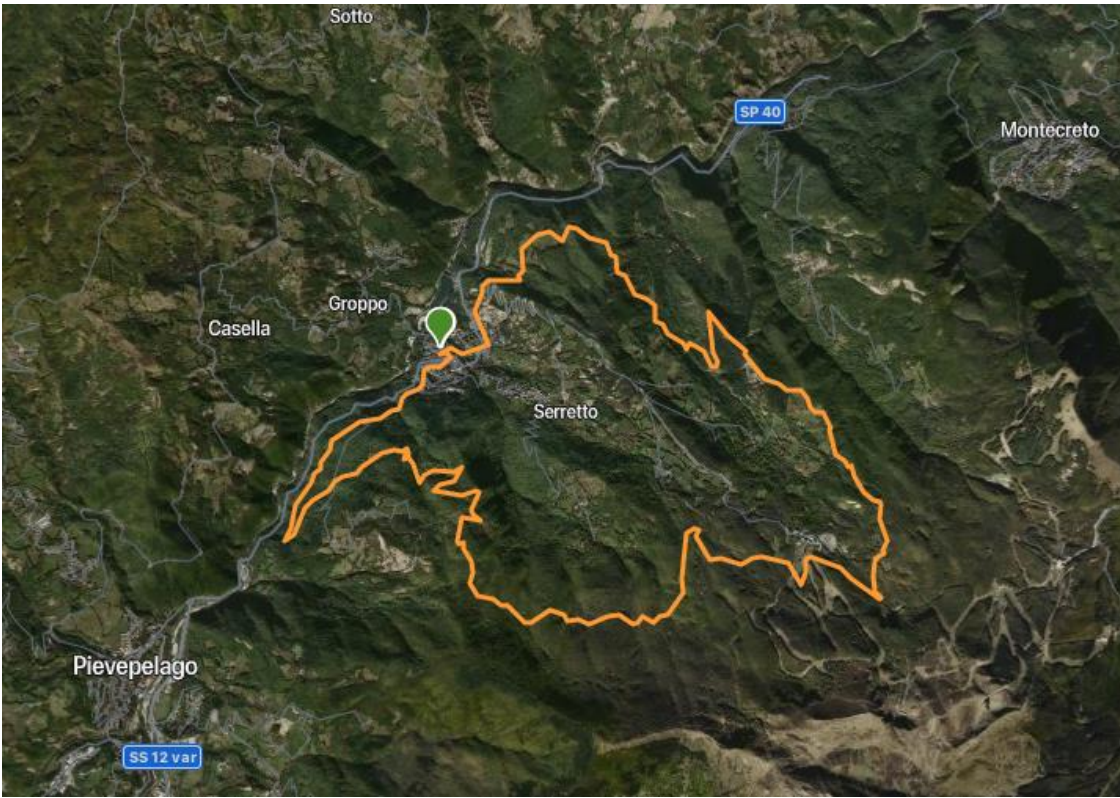 Sotto
SP 40
Montecreto
Groppo
Casella
Serretto
Pievepelago
SS 12 var